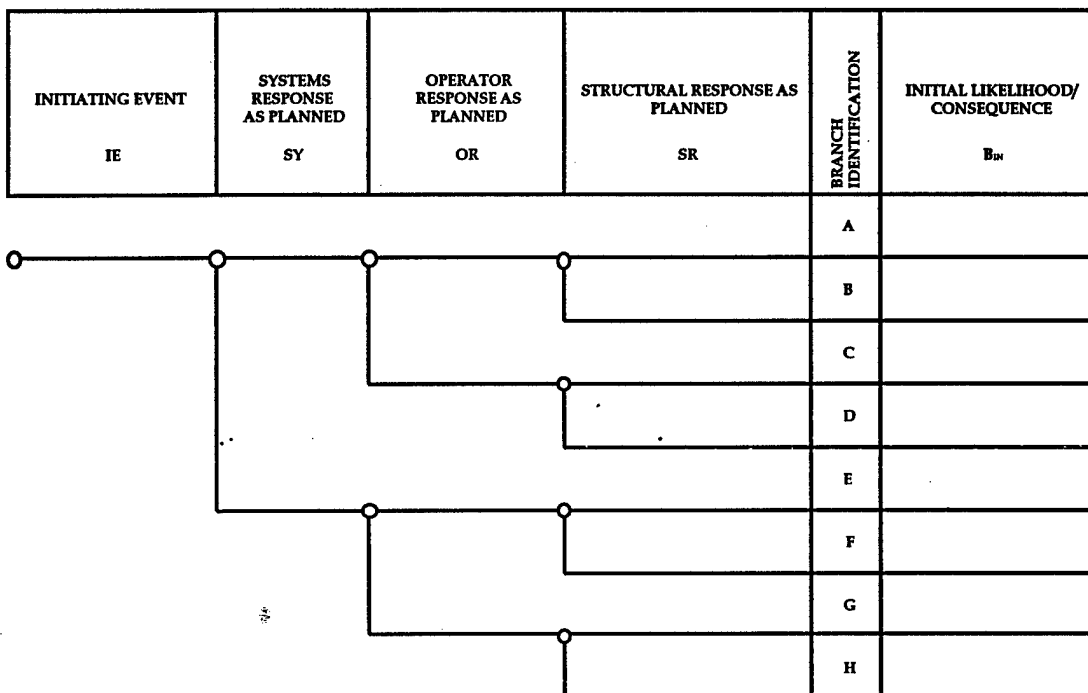 INITIATING EVENT
IE
SYSTEMS
RESPONSE
AS PLANNED
SY
OPERATOR
RESPONSE AS
PLANNED
OR
STRUCTURAL RESPONSE AS
PLANNED
SR
BRANCH
IDENTIFICATION
INITIAL LIKELIHOOD/
CONSEQUENCE
BIN
A
B
C
D
E
F
G
H